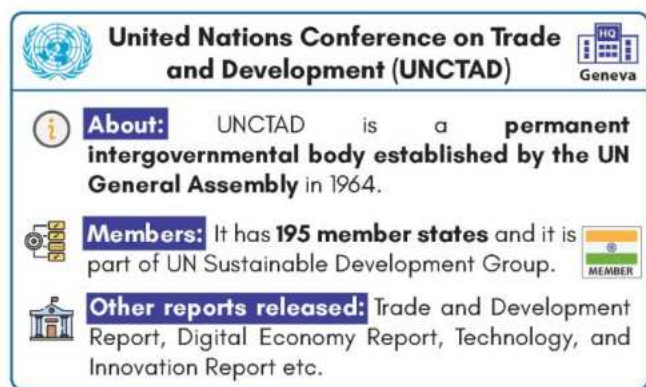 United Nations Conference on Trade
and Development (UNCTAD)
HQ
Geneva
About: UNCTAD is a permanent
intergovernmental body established by the UN
General Assembly in 1964.
Members: It has 195 member states and it is
part of UN Sustainable Development Group.
MEMBER
Other reports released: Trade and Development
Report, Digital Economy Report, Technology, and
Innovation Report etc.